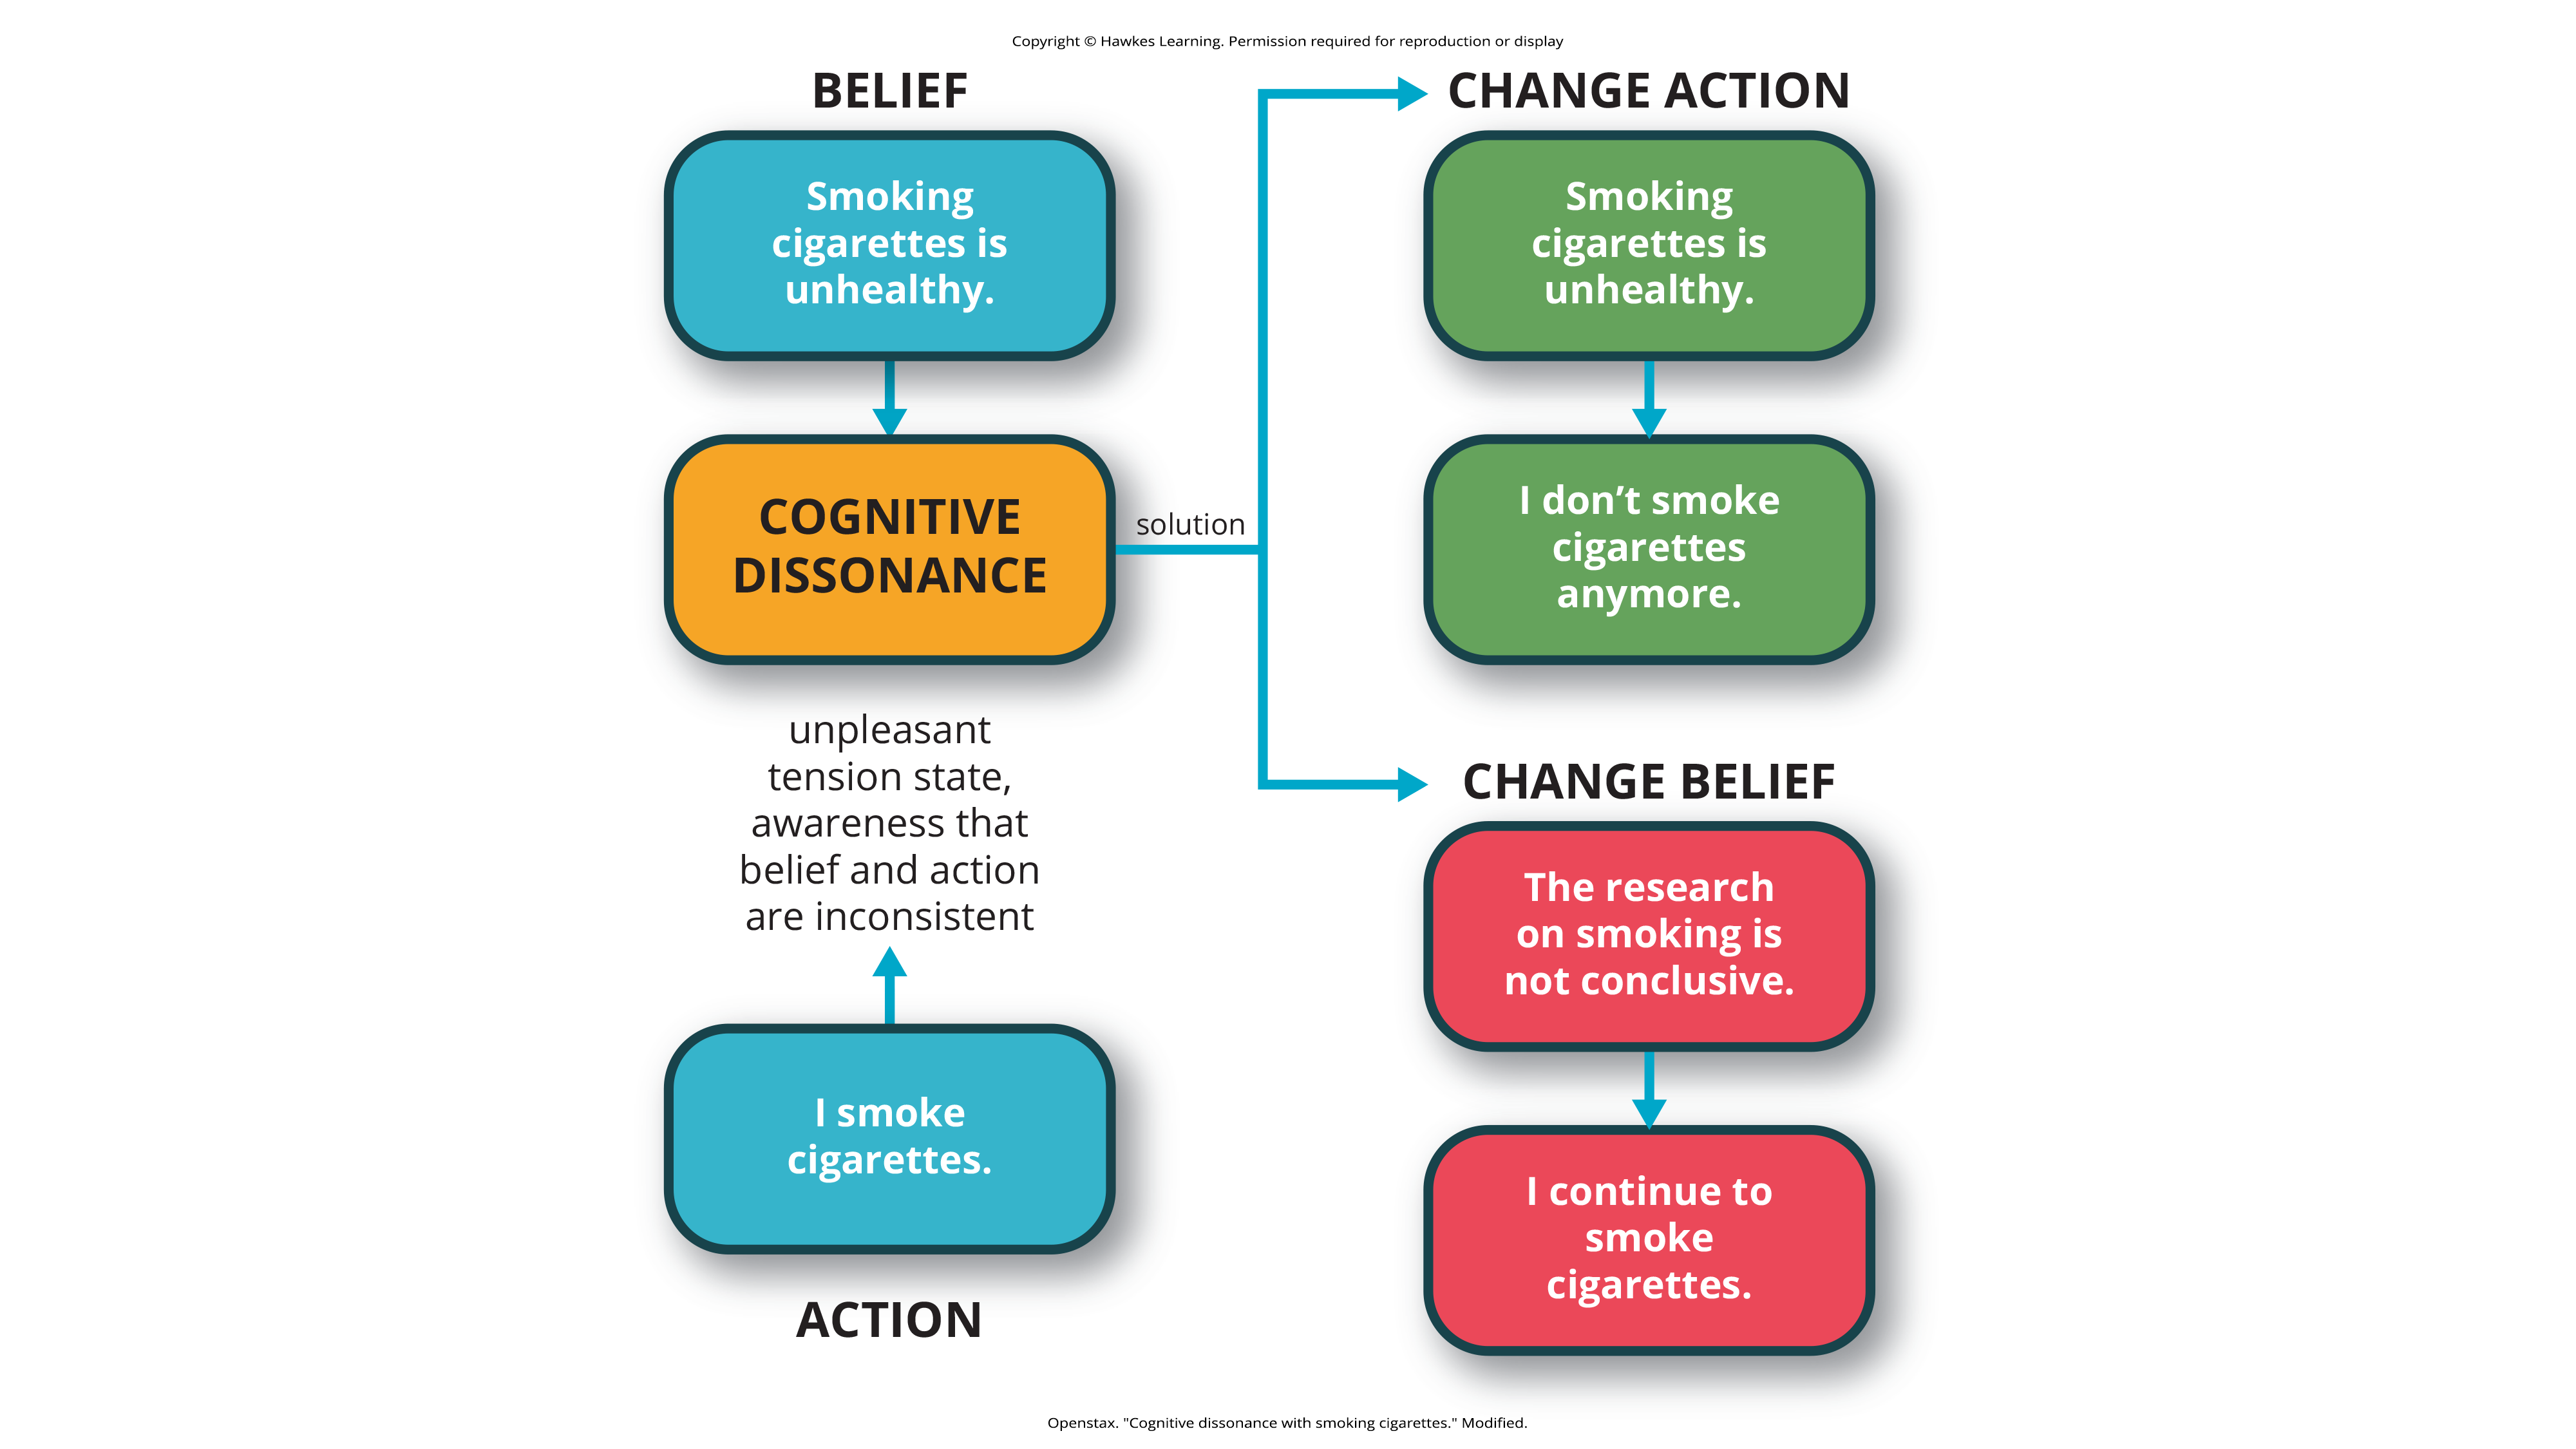 Copyright © Hawkes Learning. Permission required for reproduction or display
BELIEF
Smoking
cigarettes is
unhealthy.
COGNITIVE
DISSONANCE
unpleasant
tension state,
awareness that
belief and action
are inconsistent
I smoke
cigarettes.
ACTION
solution
CHANGE ACTION
Smoking
cigarettes is
unhealthy.
I don’t smoke
cigarettes
anymore.
CHANGE BELIEF
The research
on smoking is
not conclusive.
I continue to
smoke
cigarettes.
Openstax. "Cognitive dissonance with smoking cigarettes." Modified.